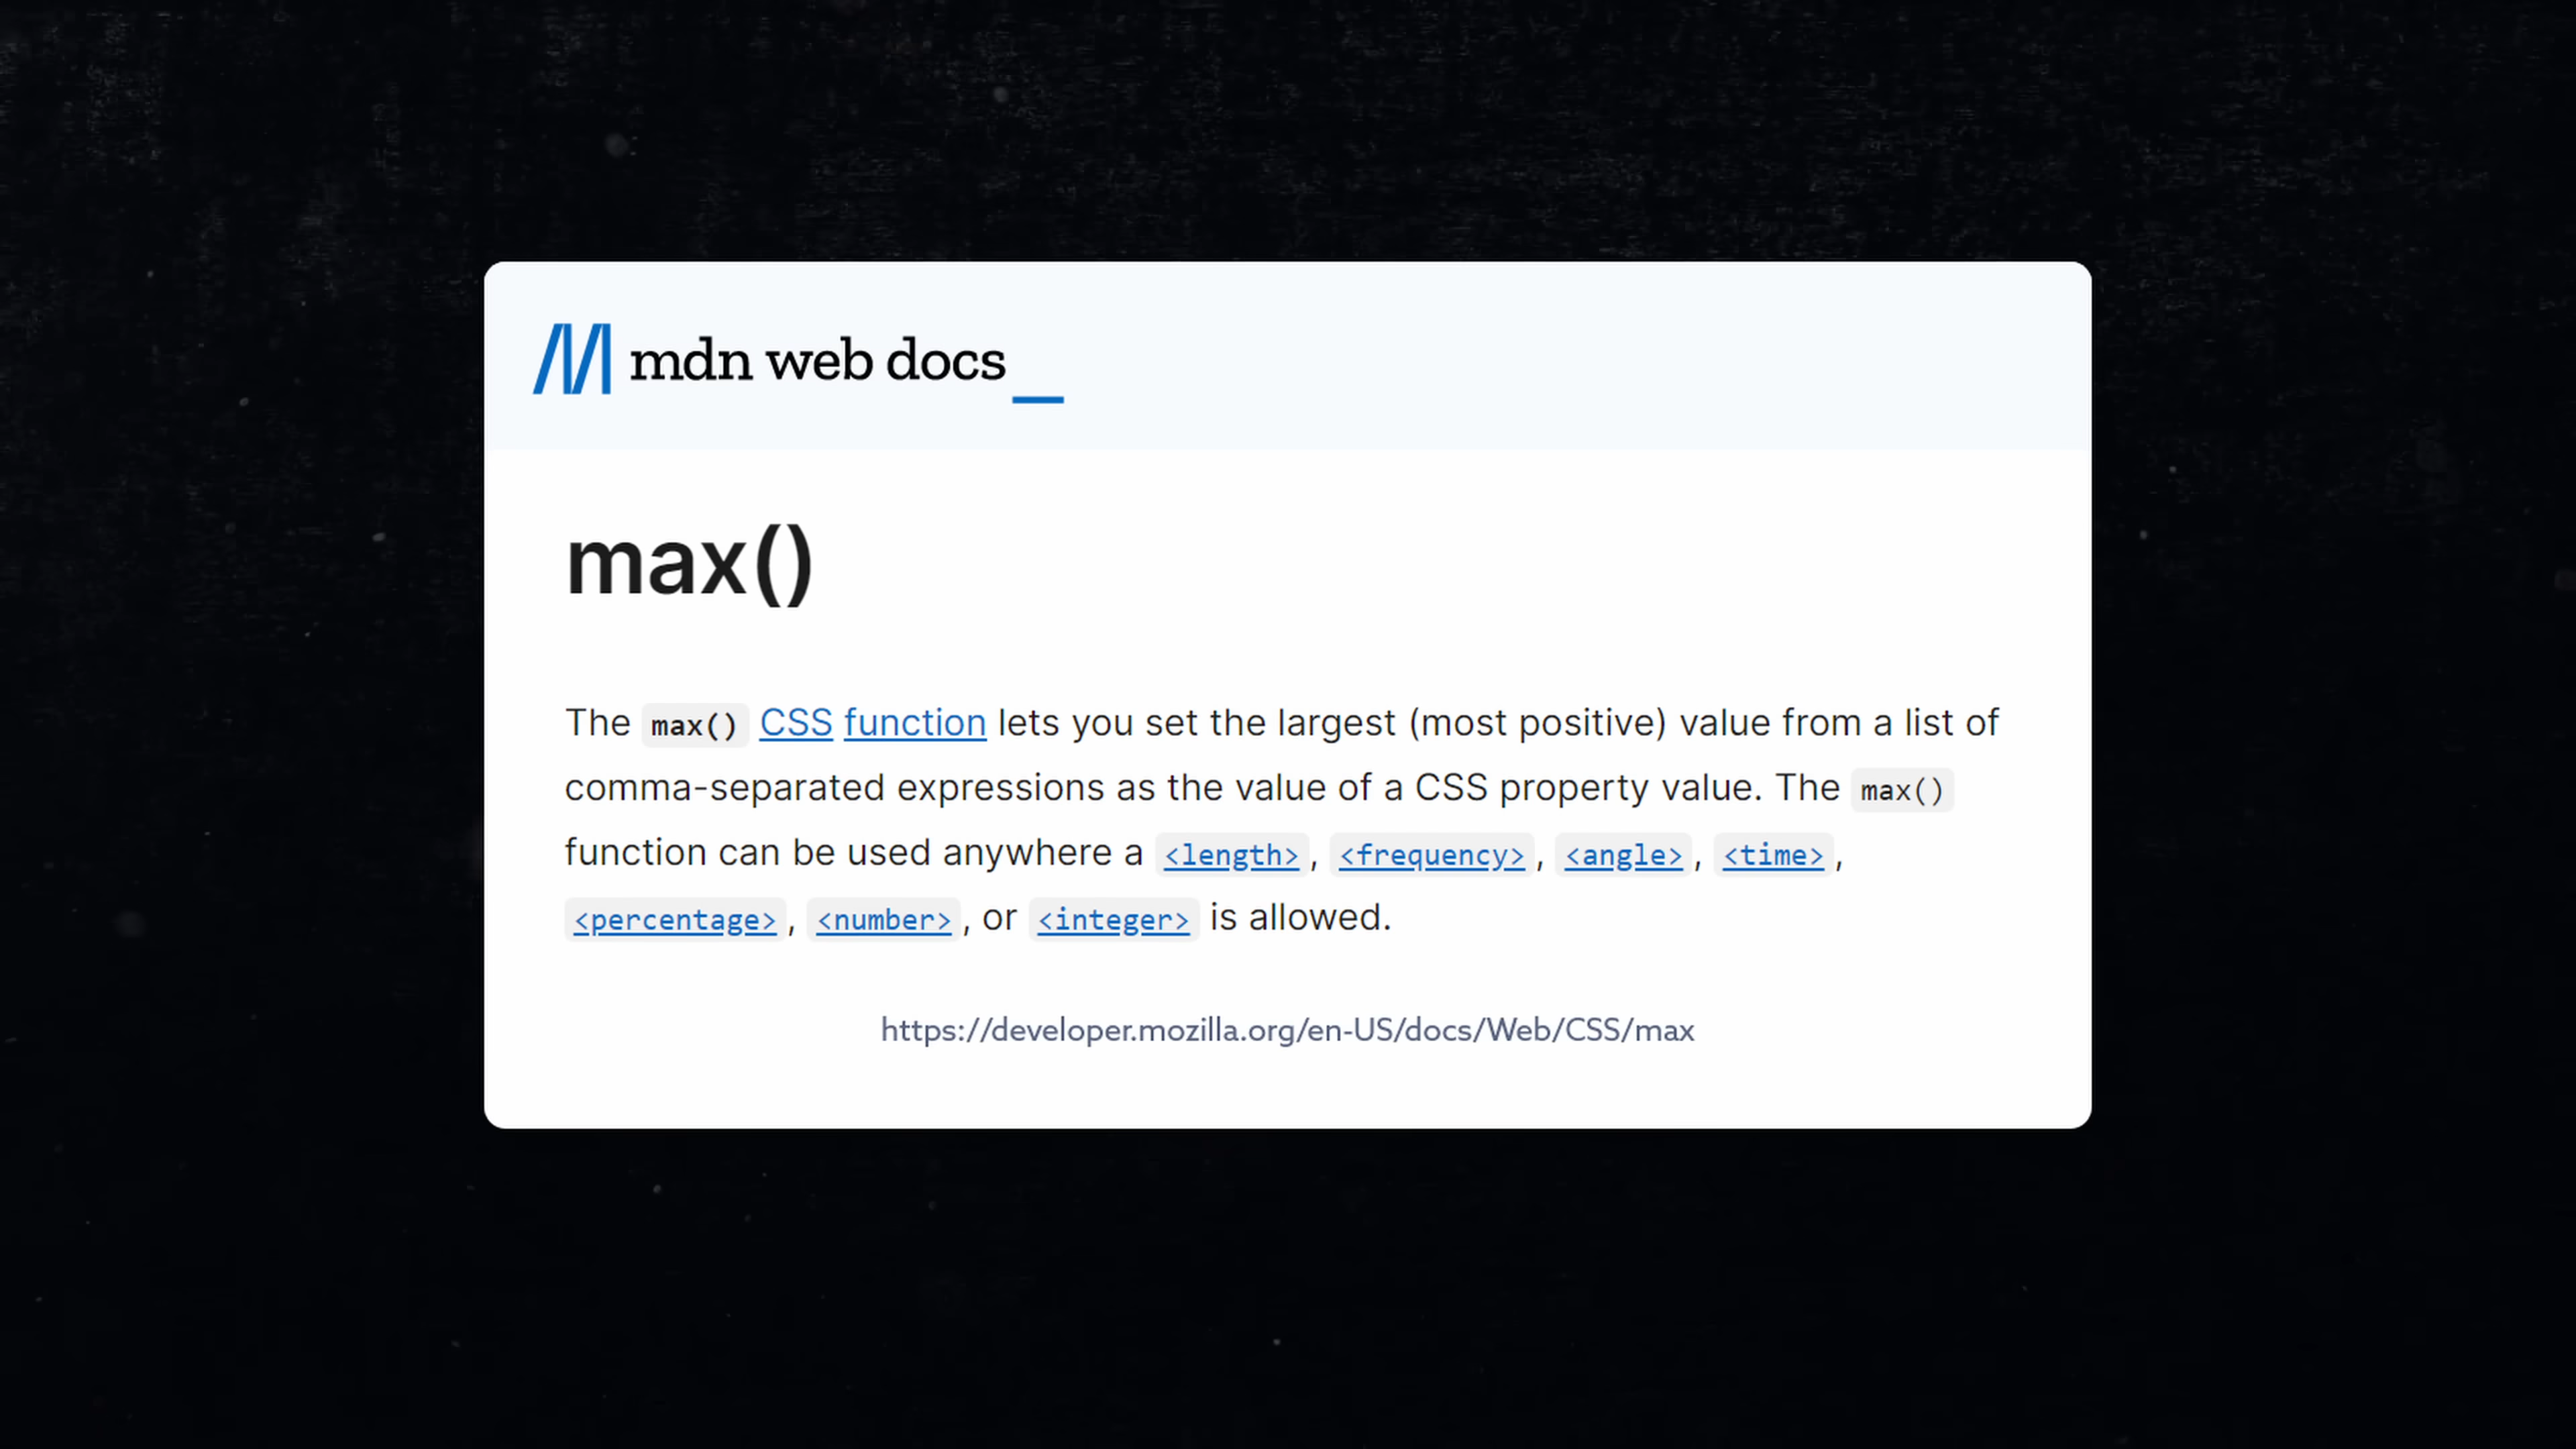 mdn web docs_
max()
The max() CSS function lets you set the largest (most positive) value from a list of
comma-separated expressions as the value of a CSS property value. The max()
function can be used anywhere a <length>, <frequency>, <angle>, <time>,
<percentage>, <number>, or <integer> is allowed.
https://developer.mozilla.org/en-US/docs/Web/CSS/max